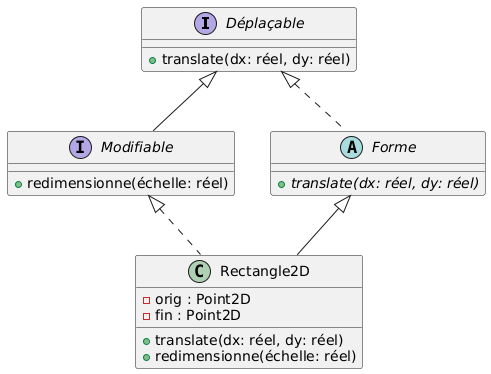 I Déplaçable
translate(dx: réel, dy: réel)
I Modifiable
redimensionne(échelle: réel)
A Forme
translate(dx: réel, dy: réel)
C Rectangle2D
orig : Point2D
fin : Point2D
translate(dx: réel, dy: réel)
redimensionne(échelle: réel)